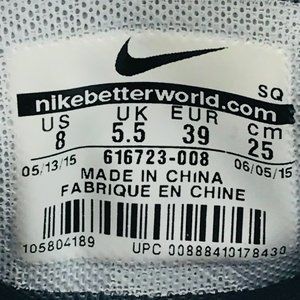 SQ
nikebetterworld.com
US UK EUR cm
8 5.5 39 25
05/13/15 616723-008 06/05/15
MADE IN CHINA
FABRIQUE EN CHINE
105804189 UPC 00888410178430